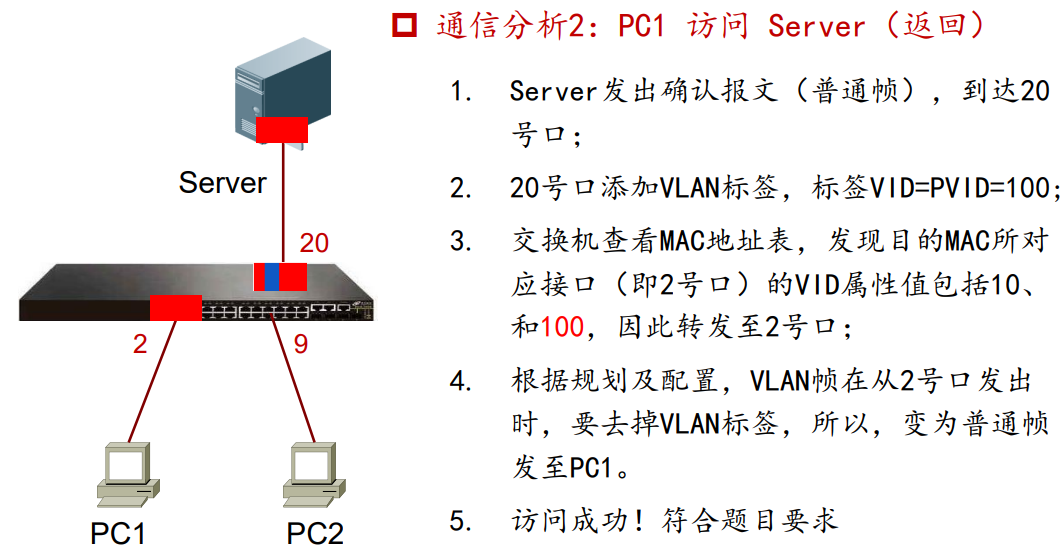 通信分析2：PC1 访问 Server（返回）
1. Server发出确认报文（普通帧），到达20
号口；
2. 20号口添加VLAN标签，标签VID=PVID=100；
3. 交换机查看MAC地址表，发现目的MAC所对
应接口（即2号口）的VID属性值包括10、
和100，因此转发至2号口；
4. 根据规划及配置，VLAN帧在从2号口发出
时，要去掉VLAN标签，所以，变为普通帧
发至PC1。
5. 访问成功！符合题目要求
Server
20
2
9
PC1
PC2